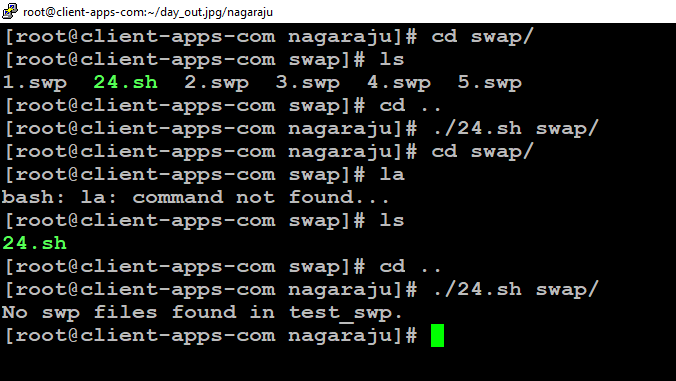 root@client-apps-com:~/day_out.jpg/nagaraju
[root@client-apps-com nagaraju]# cd swap/
[root@client-apps-com swap]# ls
1.swp  24.sh  2.swp  3.swp  4.swp  5.swp
[root@client-apps-com swap]# cd ..
[root@client-apps-com nagaraju]# ./24.sh swap/
[root@client-apps-com nagaraju]# cd swap/
[root@client-apps-com swap]# la
bash: la: command not found...
[root@client-apps-com swap]# ls
24.sh
[root@client-apps-com swap]# cd ..
[root@client-apps-com nagaraju]# ./24.sh swap/
No swp files found in test_swp.
[root@client-apps-com nagaraju]#